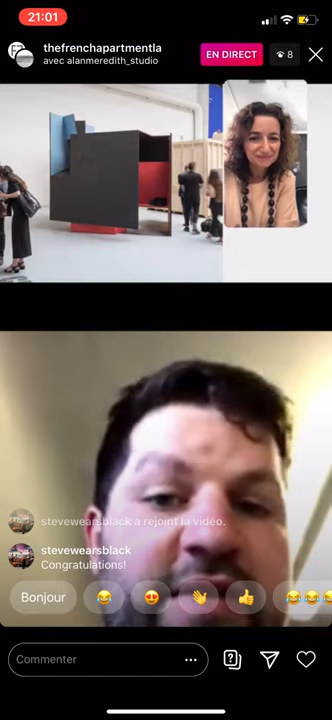 21:01
thefrenchapartmentla
avec alanmeredith_studio
EN DIRECT
8
stevewearsblack a rejoint la vidéo.
stevewearsblack
Congratulations!
Bonjour
Commenter